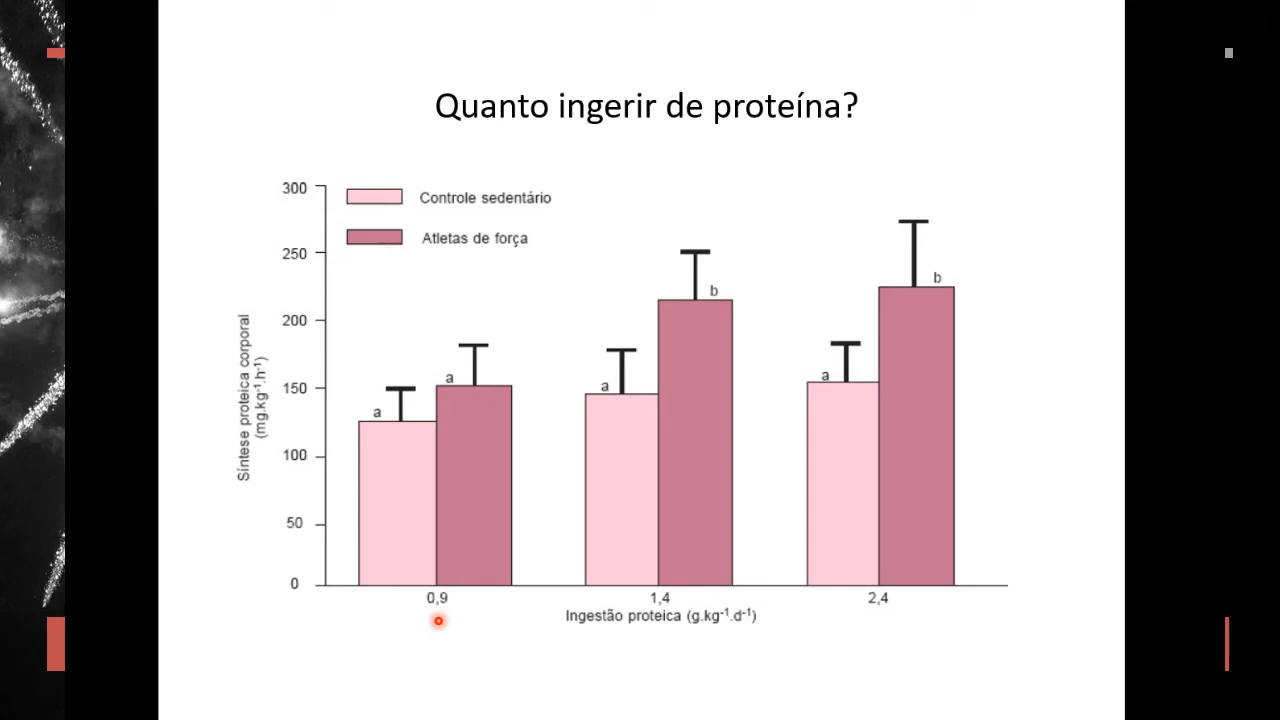 Quanto ingerir de proteína?
300
250
200
150
100
50
0
Controle sedentário
Atletas de força
Síntese proteica corporal
(mg.kg⁻¹.h⁻¹)
a
a
a
b
a
b
0,9
1,4
2,4
Ingestão proteica (g.kg⁻¹.d⁻¹)